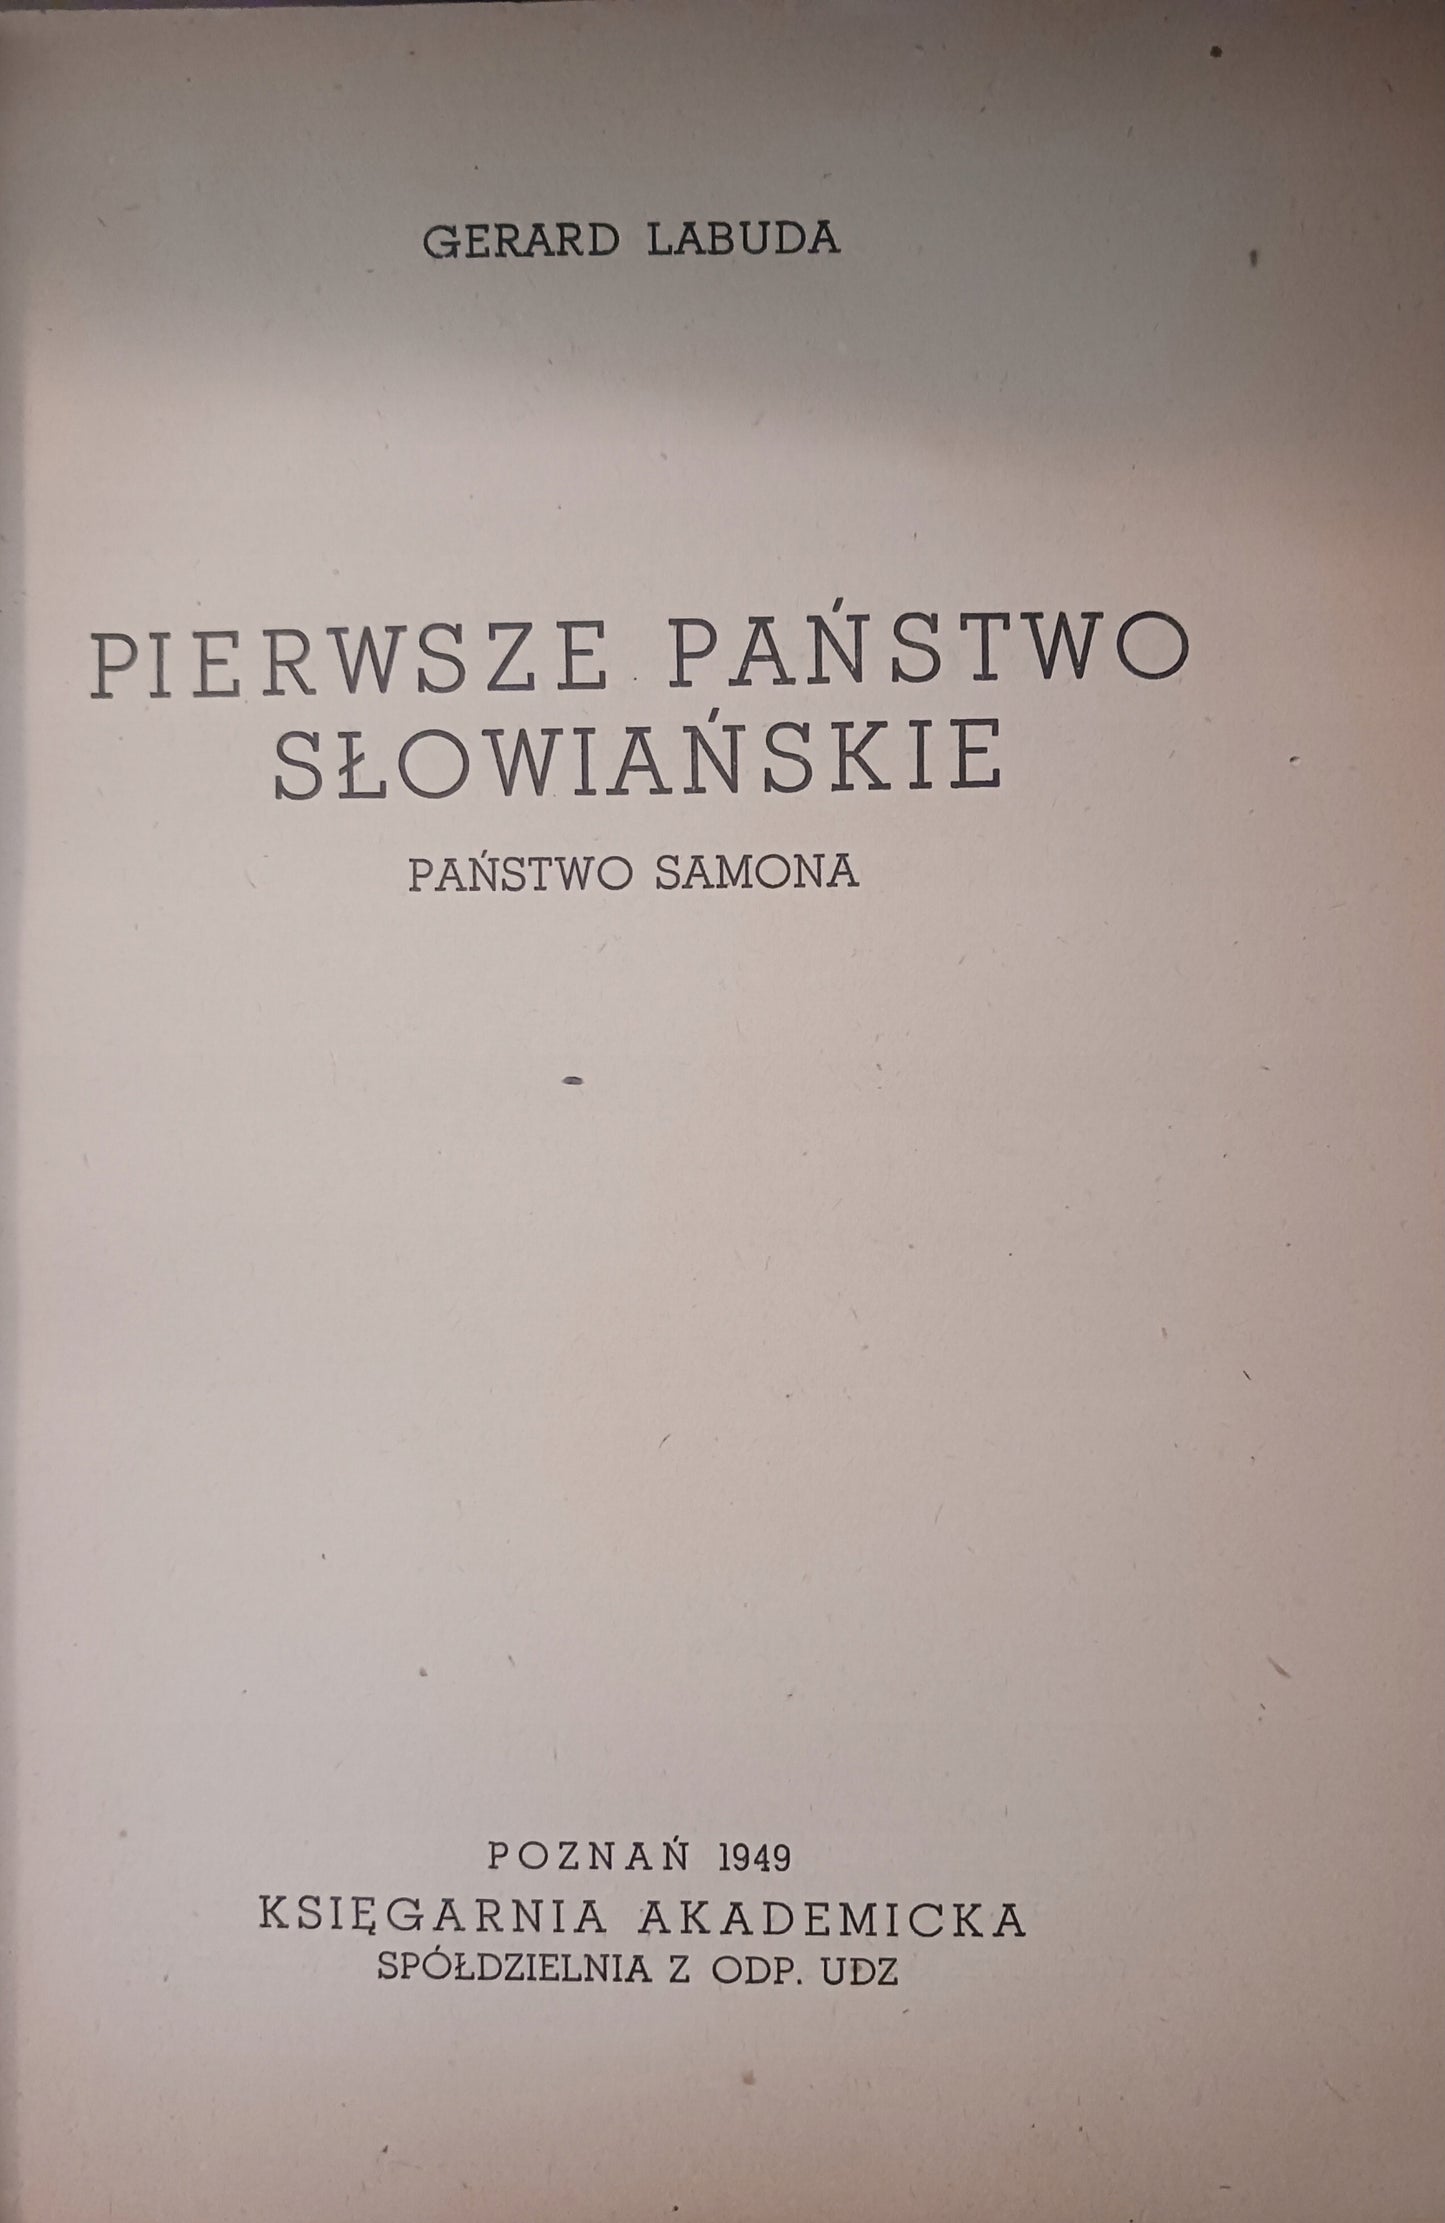 GERARD LABUDA
PIERWSZE PAŃSTWO
SŁOWIAŃSKIE
PAŃSTWO SAMONA
POZNAŃ 1949
KSIĘGARNIA AKADEMICKA
SPÓŁDZIELNIA Z ODP. UDZ